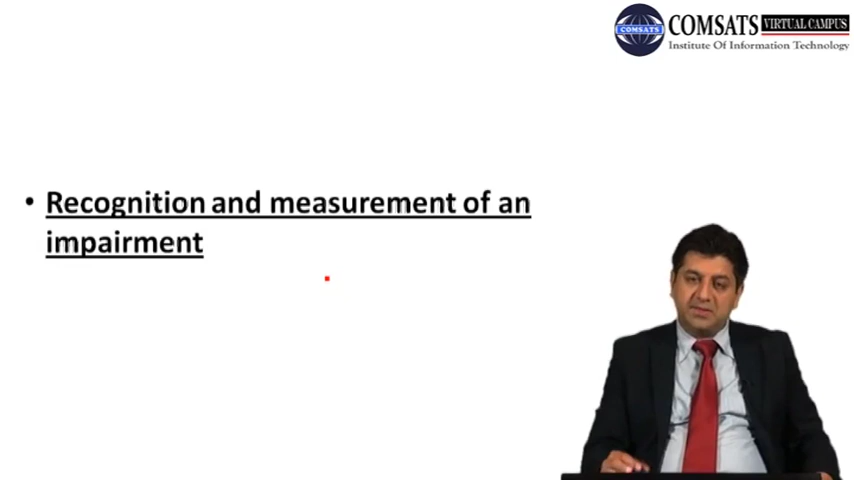 COMSATS VIRTUAL CAMPUS
Institute Of Information Technology
COMSATS
• Recognition and measurement of an
impairment